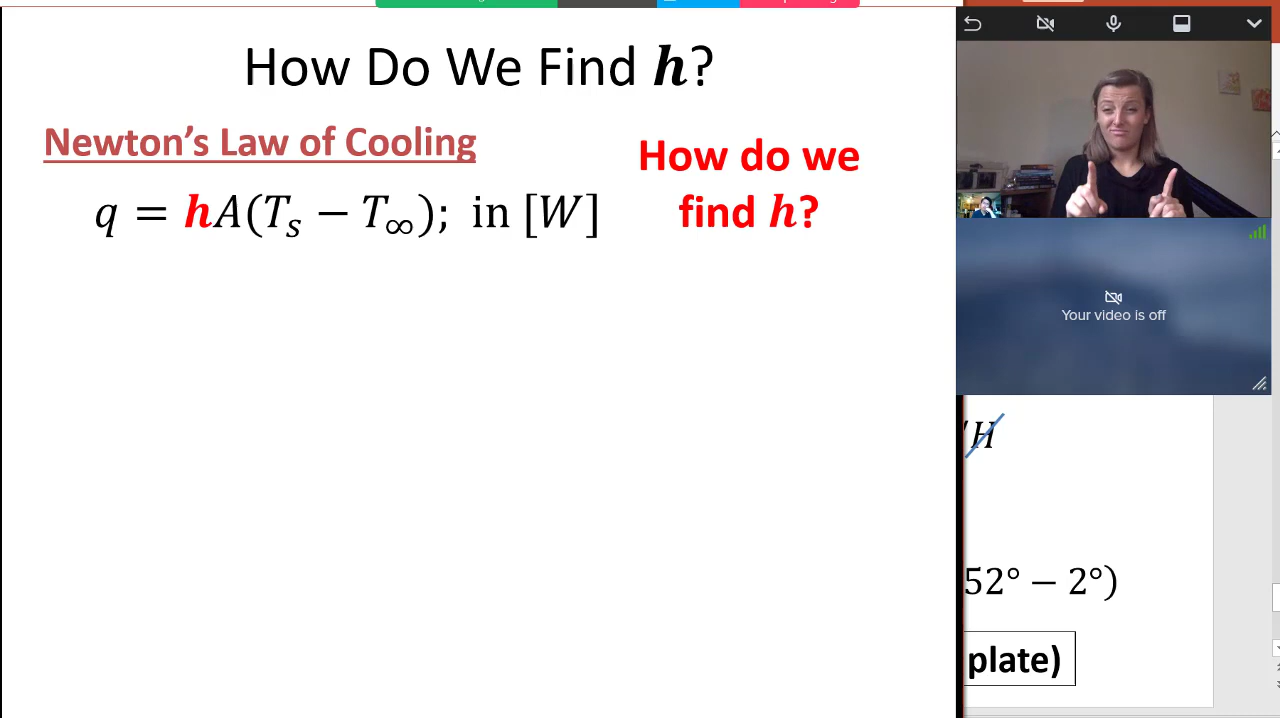 How Do We Find h?
Newton's Law of Cooling
q = hA(Tₛ − T∞); in [W]
How do we
find h?
Your video is off
H
52° − 2°)
plate)